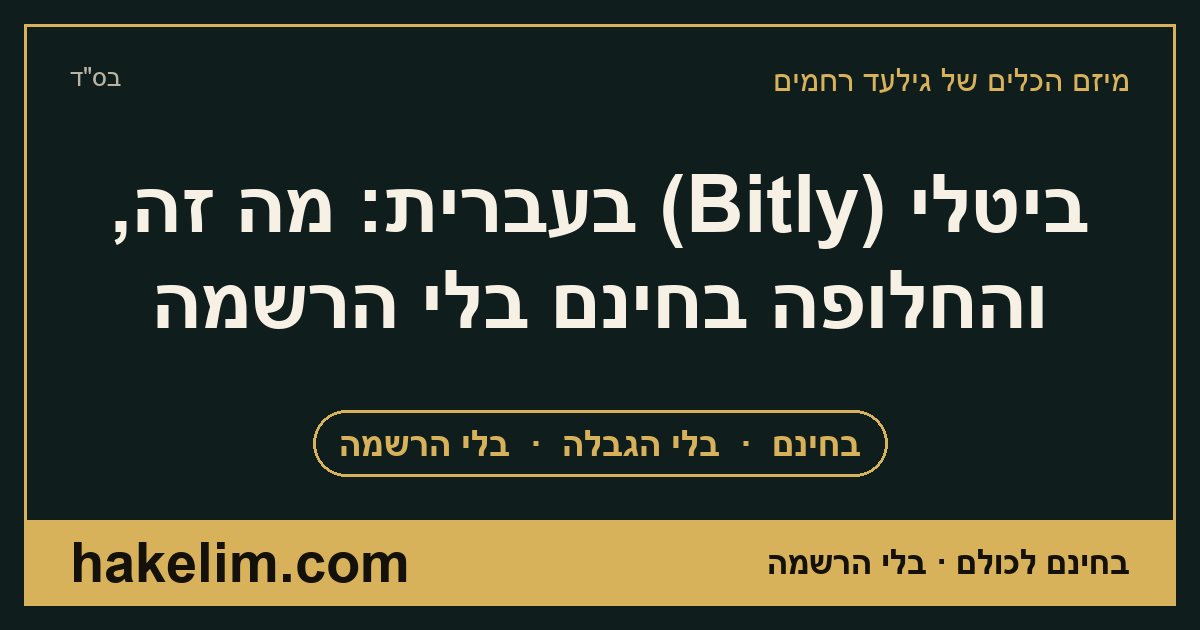 מיזם הכלים של גילעד רחמים
בס"ד
ביטלי (Bitly) בעברית: מה זה,
והחלופה בחינם בלי הרשמה
בחינם · בלי הגבלה · בלי הרשמה
בחינם לכולם · בלי הרשמה
hakelim.com